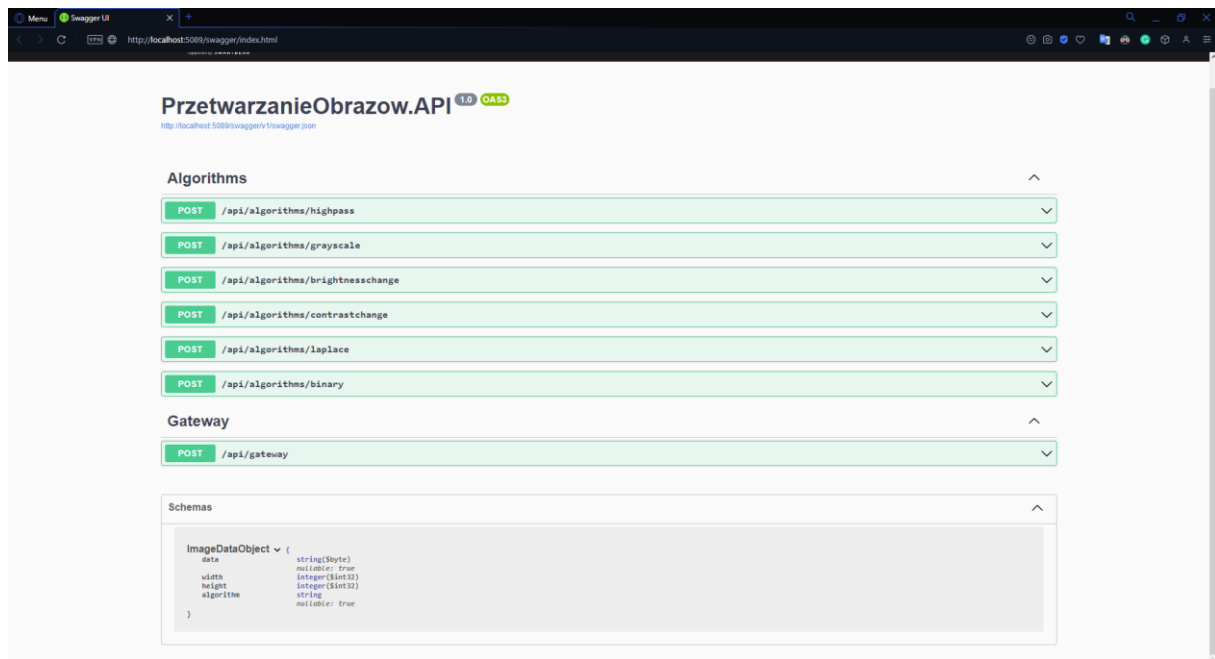 Menu
Swagger UI
VPN
http://localhost:5089/swagger/index.html
PrzetwarzanieObrazow.API 1.0 OAS3
http://localhost:5089/swagger/v1/swagger.json
Algorithms
POST /api/algorithms/highpass
POST /api/algorithms/grayscale
POST /api/algorithms/brightnesschange
POST /api/algorithms/contrastchange
POST /api/algorithms/laplace
POST /api/algorithms/binary
Gateway
POST /api/gateway
Schemas
ImageDataObject {
data string($byte)
nullable: true
width integer($int32)
height integer($int32)
algorithm string
nullable: true
}